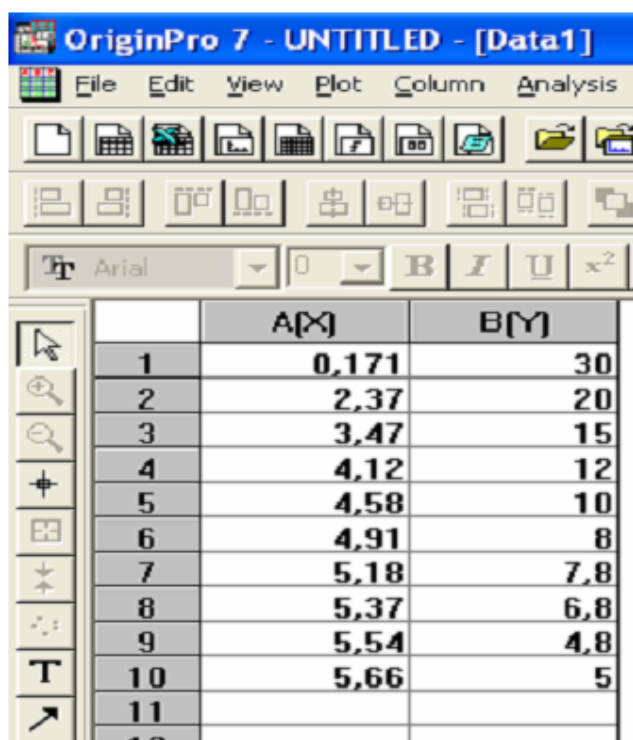 OriginPro 7 - UNTITLED - [Data1]
File Edit View Plot Column Analysis
Tr Arial 0 B I U x²
A(X) B(Y)
1 0,171 30
2 2,37 20
3 3,47 15
4 4,12 12
5 4,58 10
6 4,91 8
7 5,18 7,8
8 5,37 6,8
9 5,54 4,8
10 5,66 5
11
T